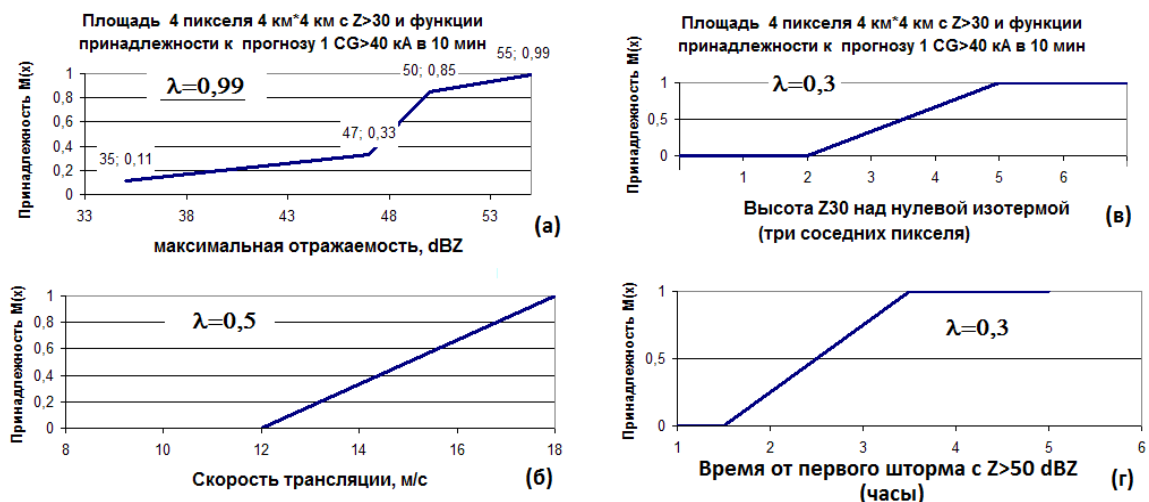 Площадь 4 пикселя 4 км*4 км с Z>30 и функции
принадлежности к прогнозу 1 CG>40 кА в 10 мин
Принадлежность M(x)
1
0,8
0,6
0,4
0,2
0
λ=0,99
35; 0,11
47; 0,33
50; 0,85
55; 0,99
33
38
43
48
53
максимальная отражаемость, dBZ
(а)
Принадлежность M(x)
1
0,8
0,6
0,4
0,2
0
λ=0,5
8
10
12
14
16
18
Скорость трансляции, м/с
(б)
Площадь 4 пикселя 4 км*4 км с Z>30 и функции
принадлежности к прогнозу 1 CG>40 кА в 10 мин
Принадлежность M(x)
1
0,5
0
λ=0,3
1
2
3
4
5
6
Высота Z30 над нулевой изотермой
(три соседних пикселя)
(в)
Принадлежность M(x)
1
0,5
0
λ=0,3
1
2
3
4
5
6
Время от первого шторма с Z>50 dBZ
(часы)
(г)